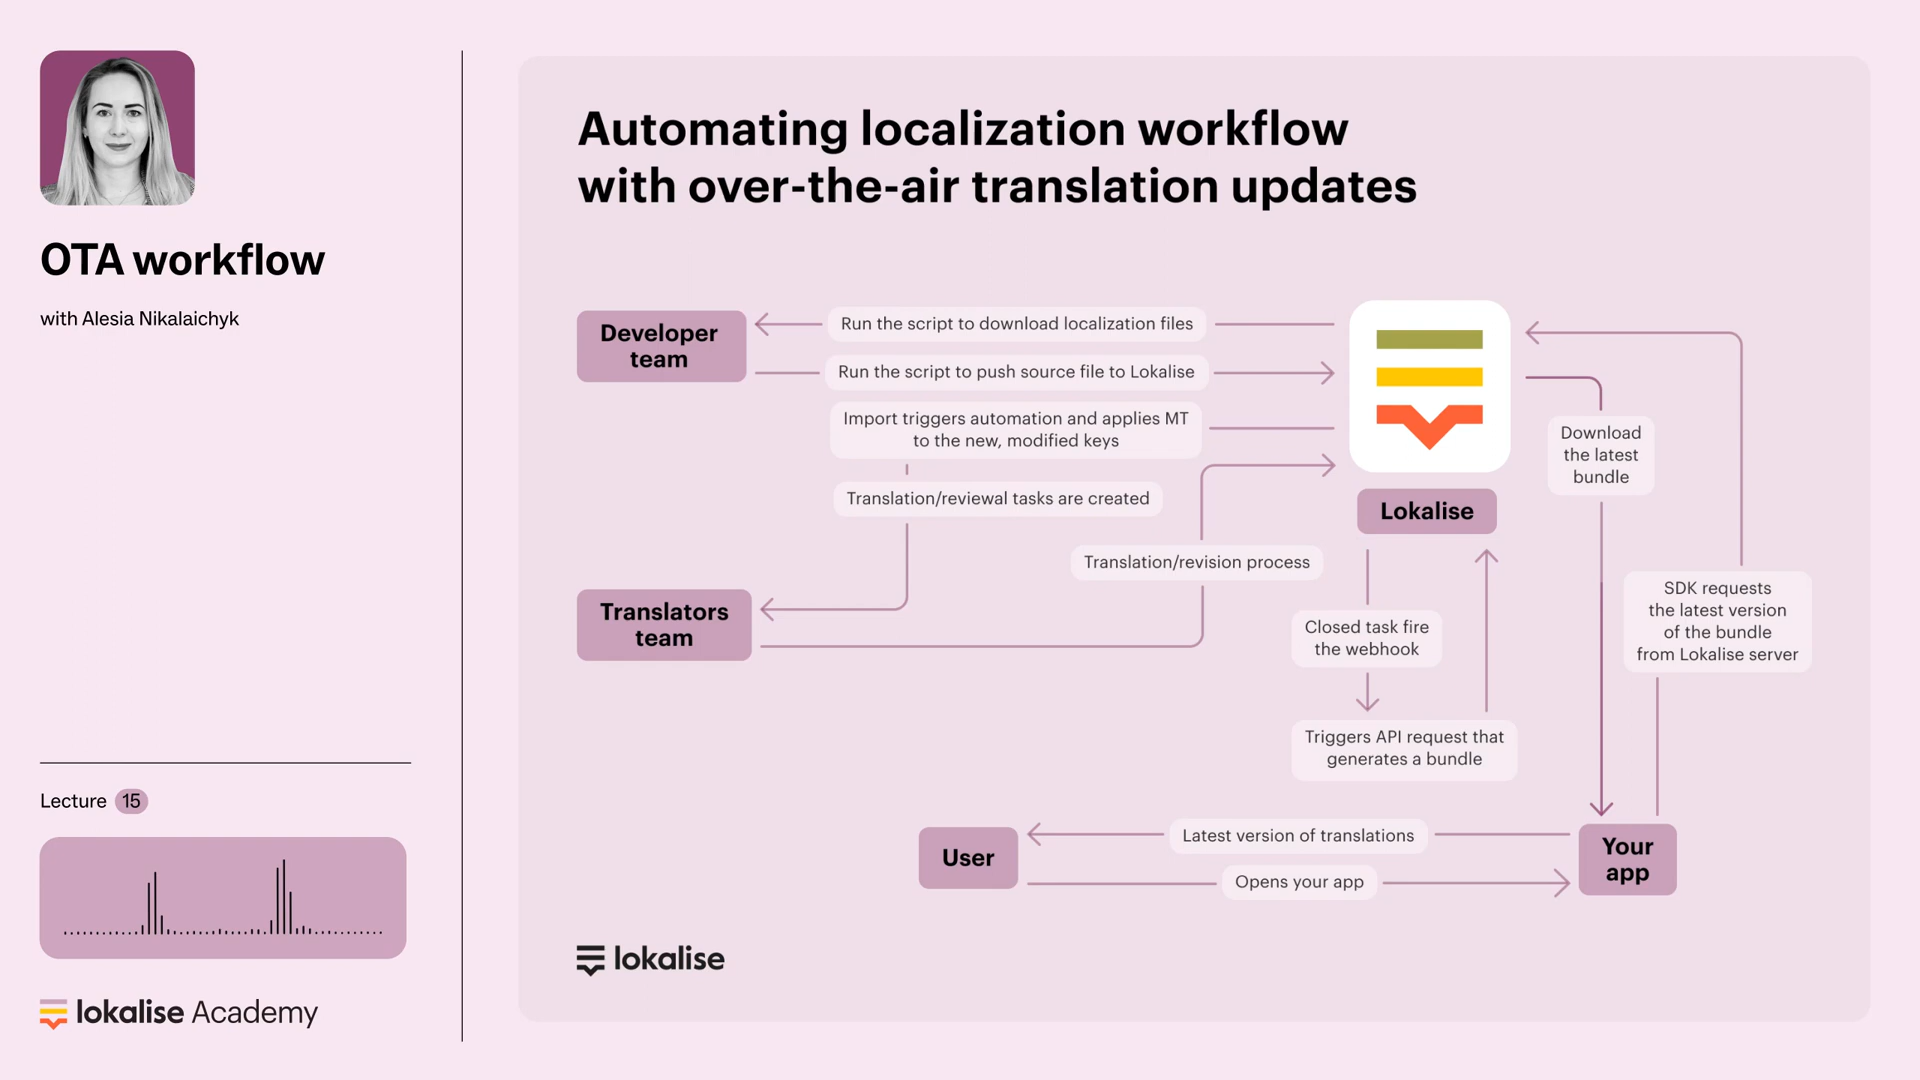 OTA workflow
with Alesia Nikalaichyk
Lecture 15
lokalise Academy
Automating localization workflow
with over-the-air translation updates
Developer
team
Run the script to download localization files
Run the script to push source file to Lokalise
Import triggers automation and applies MT
to the new, modified keys
Translation/reviewal tasks are created
Translation/revision process
Translators
team
Lokalise
Download
the latest
bundle
SDK requests
the latest version
of the bundle
from Lokalise server
Closed task fire
the webhook
Triggers API request that
generates a bundle
User
Latest version of translations
Opens your app
Your
app
lokalise